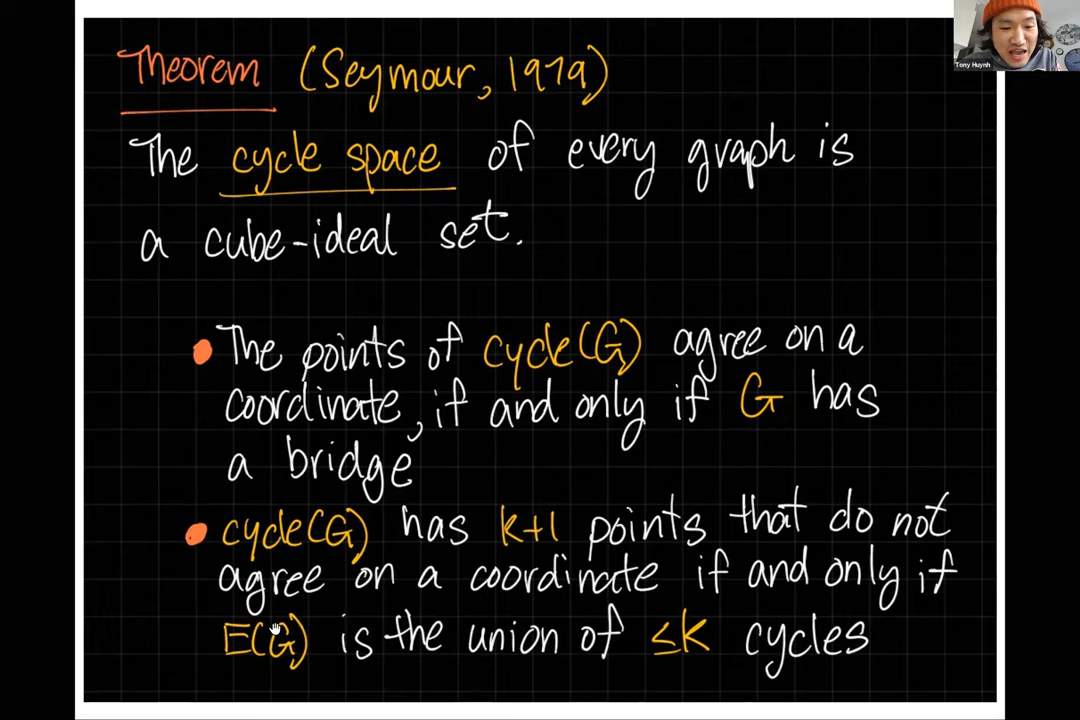 Theorem (Seymour, 1979)
Tony Huynh
The cycle space of every graph is
a cube-ideal set.
• The points of cycle(G) agree on a
coordinate, if and only if G has
a bridge
• cycle(G) has k+1 points that do not
agree on a coordinate if and only if
E(G) is the union of ≤k cycles